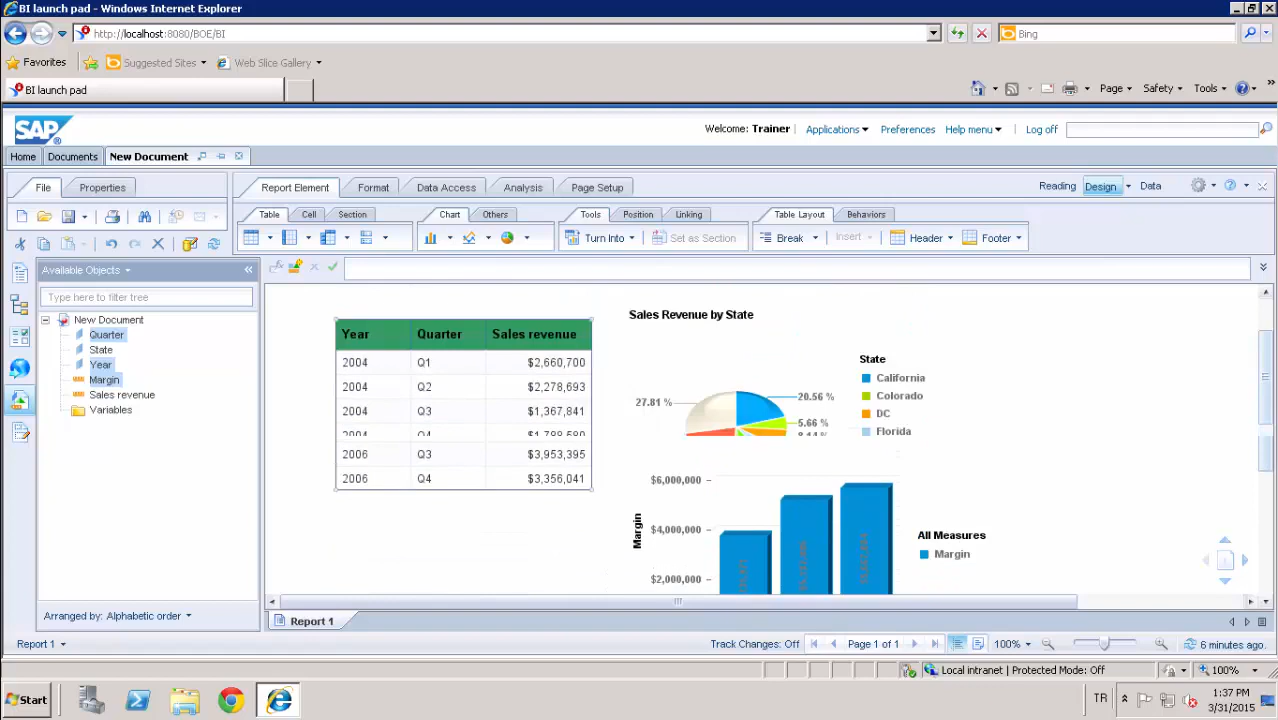 BI launch pad - Windows Internet Explorer
http://localhost:8080/BOE/BI
Bing
Favorites Suggested Sites Web Slice Gallery
BI launch pad
Page Safety Tools
SAP
Welcome: Trainer Applications Preferences Help menu Log off
Home Documents New Document
File Properties Report Element Format Data Access Analysis Page Setup Reading Design Data
Table Cell Section Chart Others Tools Position Linking Table Layout Behaviors
Turn Into Set as Section Break Insert Header Footer
Available Objects
Type here to filter tree
New Document
Quarter
State
Year
Margin
Sales revenue
Variables
Arranged by: Alphabetic order
Year Quarter Sales revenue
2004 Q1 $2,660,700
2004 Q2 $2,278,693
2004 Q3 $1,367,841
2004 Q4 $1,788,580
2006 Q3 $3,953,395
2006 Q4 $3,356,041
Sales Revenue by State
27.81 %
20.56 %
5.66 %
8.14 %
State
California
Colorado
DC
Florida
Margin
$6,000,000
$4,000,000
$2,000,000
All Measures
Margin
1
Report 1
Report 1 Track Changes: Off Page 1 of 1 100% 6 minutes ago.
Local intranet | Protected Mode: Off 100%
Start TR 1:37 PM
3/31/2015